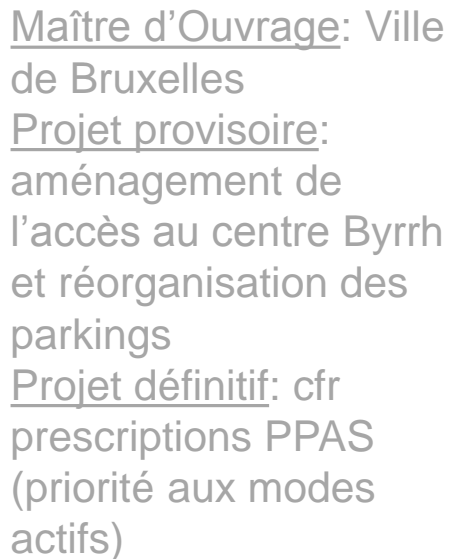 Maître d’Ouvrage: Ville
de Bruxelles
Projet provisoire:
aménagement de
l’accès au centre Byrrh
et réorganisation des
parkings
Projet définitif: cfr
prescriptions PPAS
(priorité aux modes
actifs)